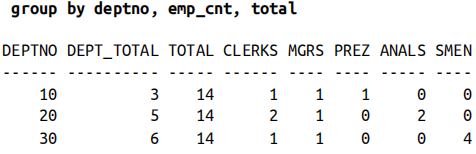 group by deptno, emp_cnt, total
DEPTNO DEPT_TOTAL TOTAL CLERKS MGRS PREZ ANALS SMEN
------ ---------- ----- ------ ---- ---- ----- ----
10 3 14 1 1 1 0 0
20 5 14 2 1 0 2 0
30 6 14 1 1 0 0 4